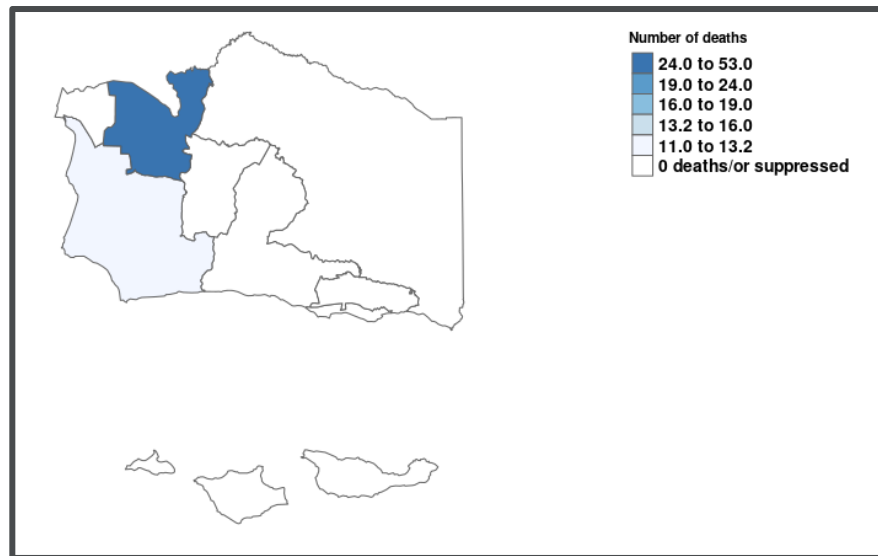 Number of deaths
24.0 to 53.0
19.0 to 24.0
16.0 to 19.0
13.2 to 16.0
11.0 to 13.2
0 deaths/or suppressed